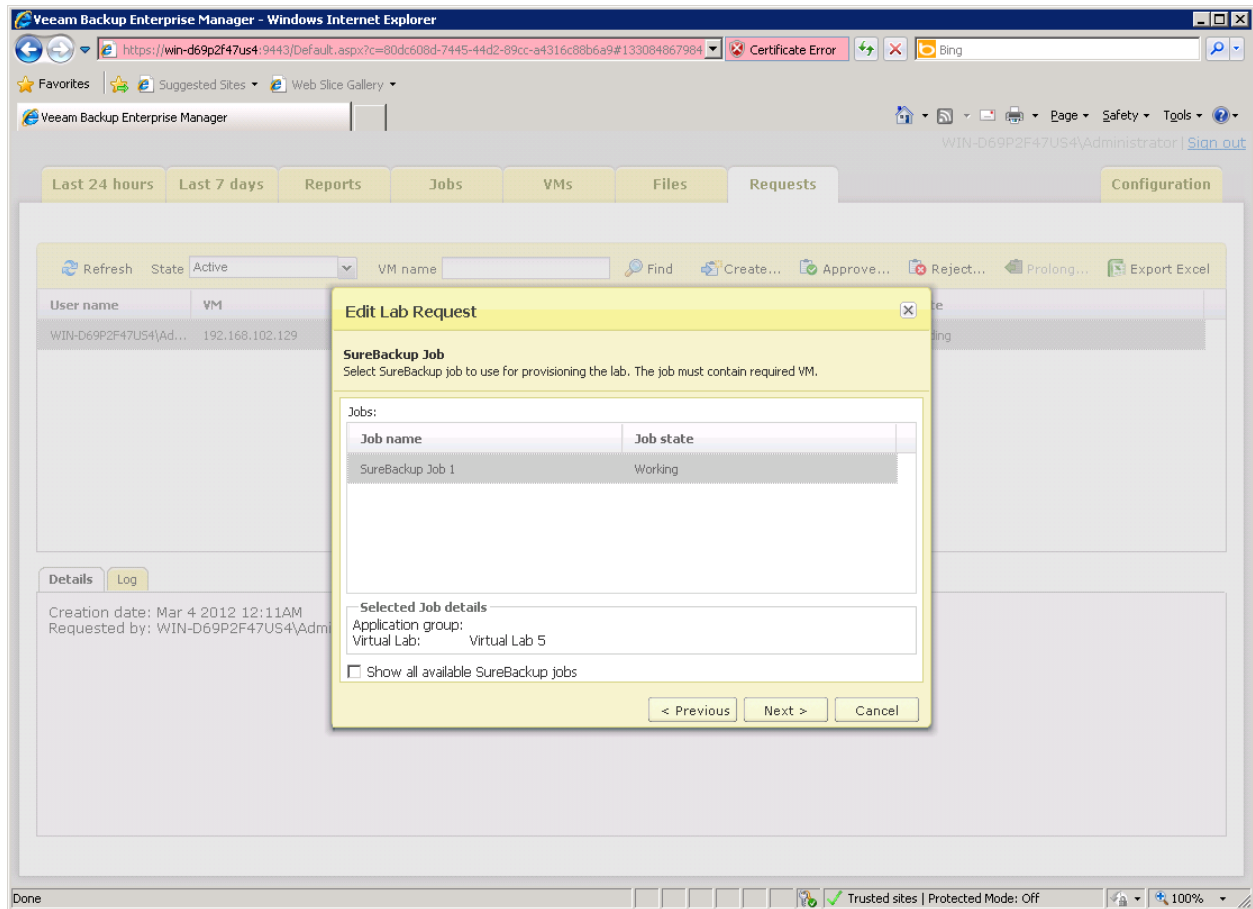 Veeam Backup Enterprise Manager - Windows Internet Explorer
https://win-d69p2f47us4:9443/Default.aspx?c=80dc608d-7445-44d2-89cc-a4316c88b6a9#133084867984 Certificate Error Bing
Favorites Suggested Sites Web Slice Gallery
Veeam Backup Enterprise Manager Page Safety Tools
WIN-D69P2F47US4\Administrator | Sign out
Last 24 hours Last 7 days Reports Jobs VMs Files Requests Configuration
Refresh State Active VM name Find Create... Approve... Reject... Prolong... Export Excel
User name VM
WIN-D69P2F47US4\Ad... 192.168.102.129
Edit Lab Request
SureBackup Job
Select SureBackup job to use for provisioning the lab. The job must contain required VM.
Jobs:
Job name Job state
SureBackup Job 1 Working
Selected Job details
Application group:
Virtual Lab: Virtual Lab 5
Show all available SureBackup jobs
< Previous Next > Cancel
Details Log
Creation date: Mar 4 2012 12:11AM
Requested by: WIN-D69P2F47US4\Admi
Done Trusted sites | Protected Mode: Off 100%